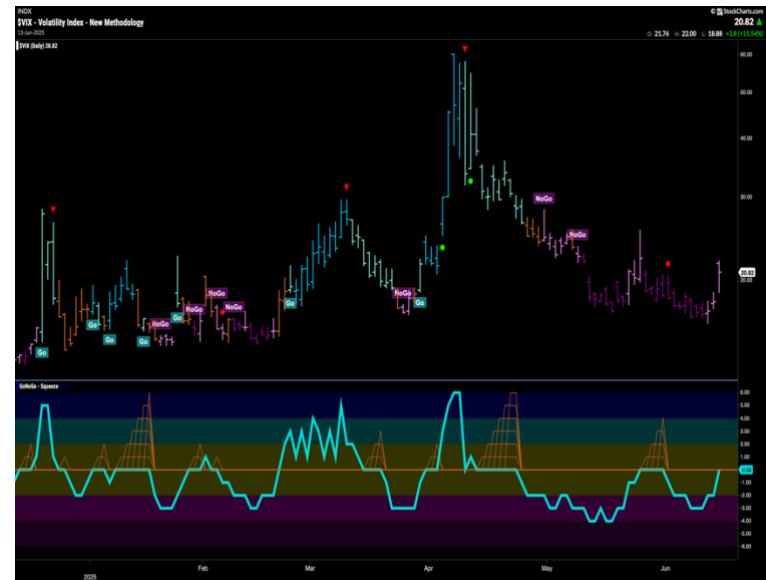 INDX
© StockCharts.com
$VIX - Volatility Index - New Methodology
20.82
13-Jun-2025
O: 21.76 H: 22.00 L: 18.88 +2.8 (+15.54%)
$VIX (Daily) 20.82
60.00
50.00
40.00
30.00
NoGo
NoGo
20.82
20.00
NoGo
NoGo
NoGo
NoGo
Go
Go
Go
Go
NoGo
Go
Go
Go
GoNoGo - Squeeze
6.00
5.00
4.00
3.00
2.00
1.00
0.00
-1.00
-2.00
-3.00
-4.00
-5.00
-6.00
Feb
Mar
Apr
May
Jun
2025